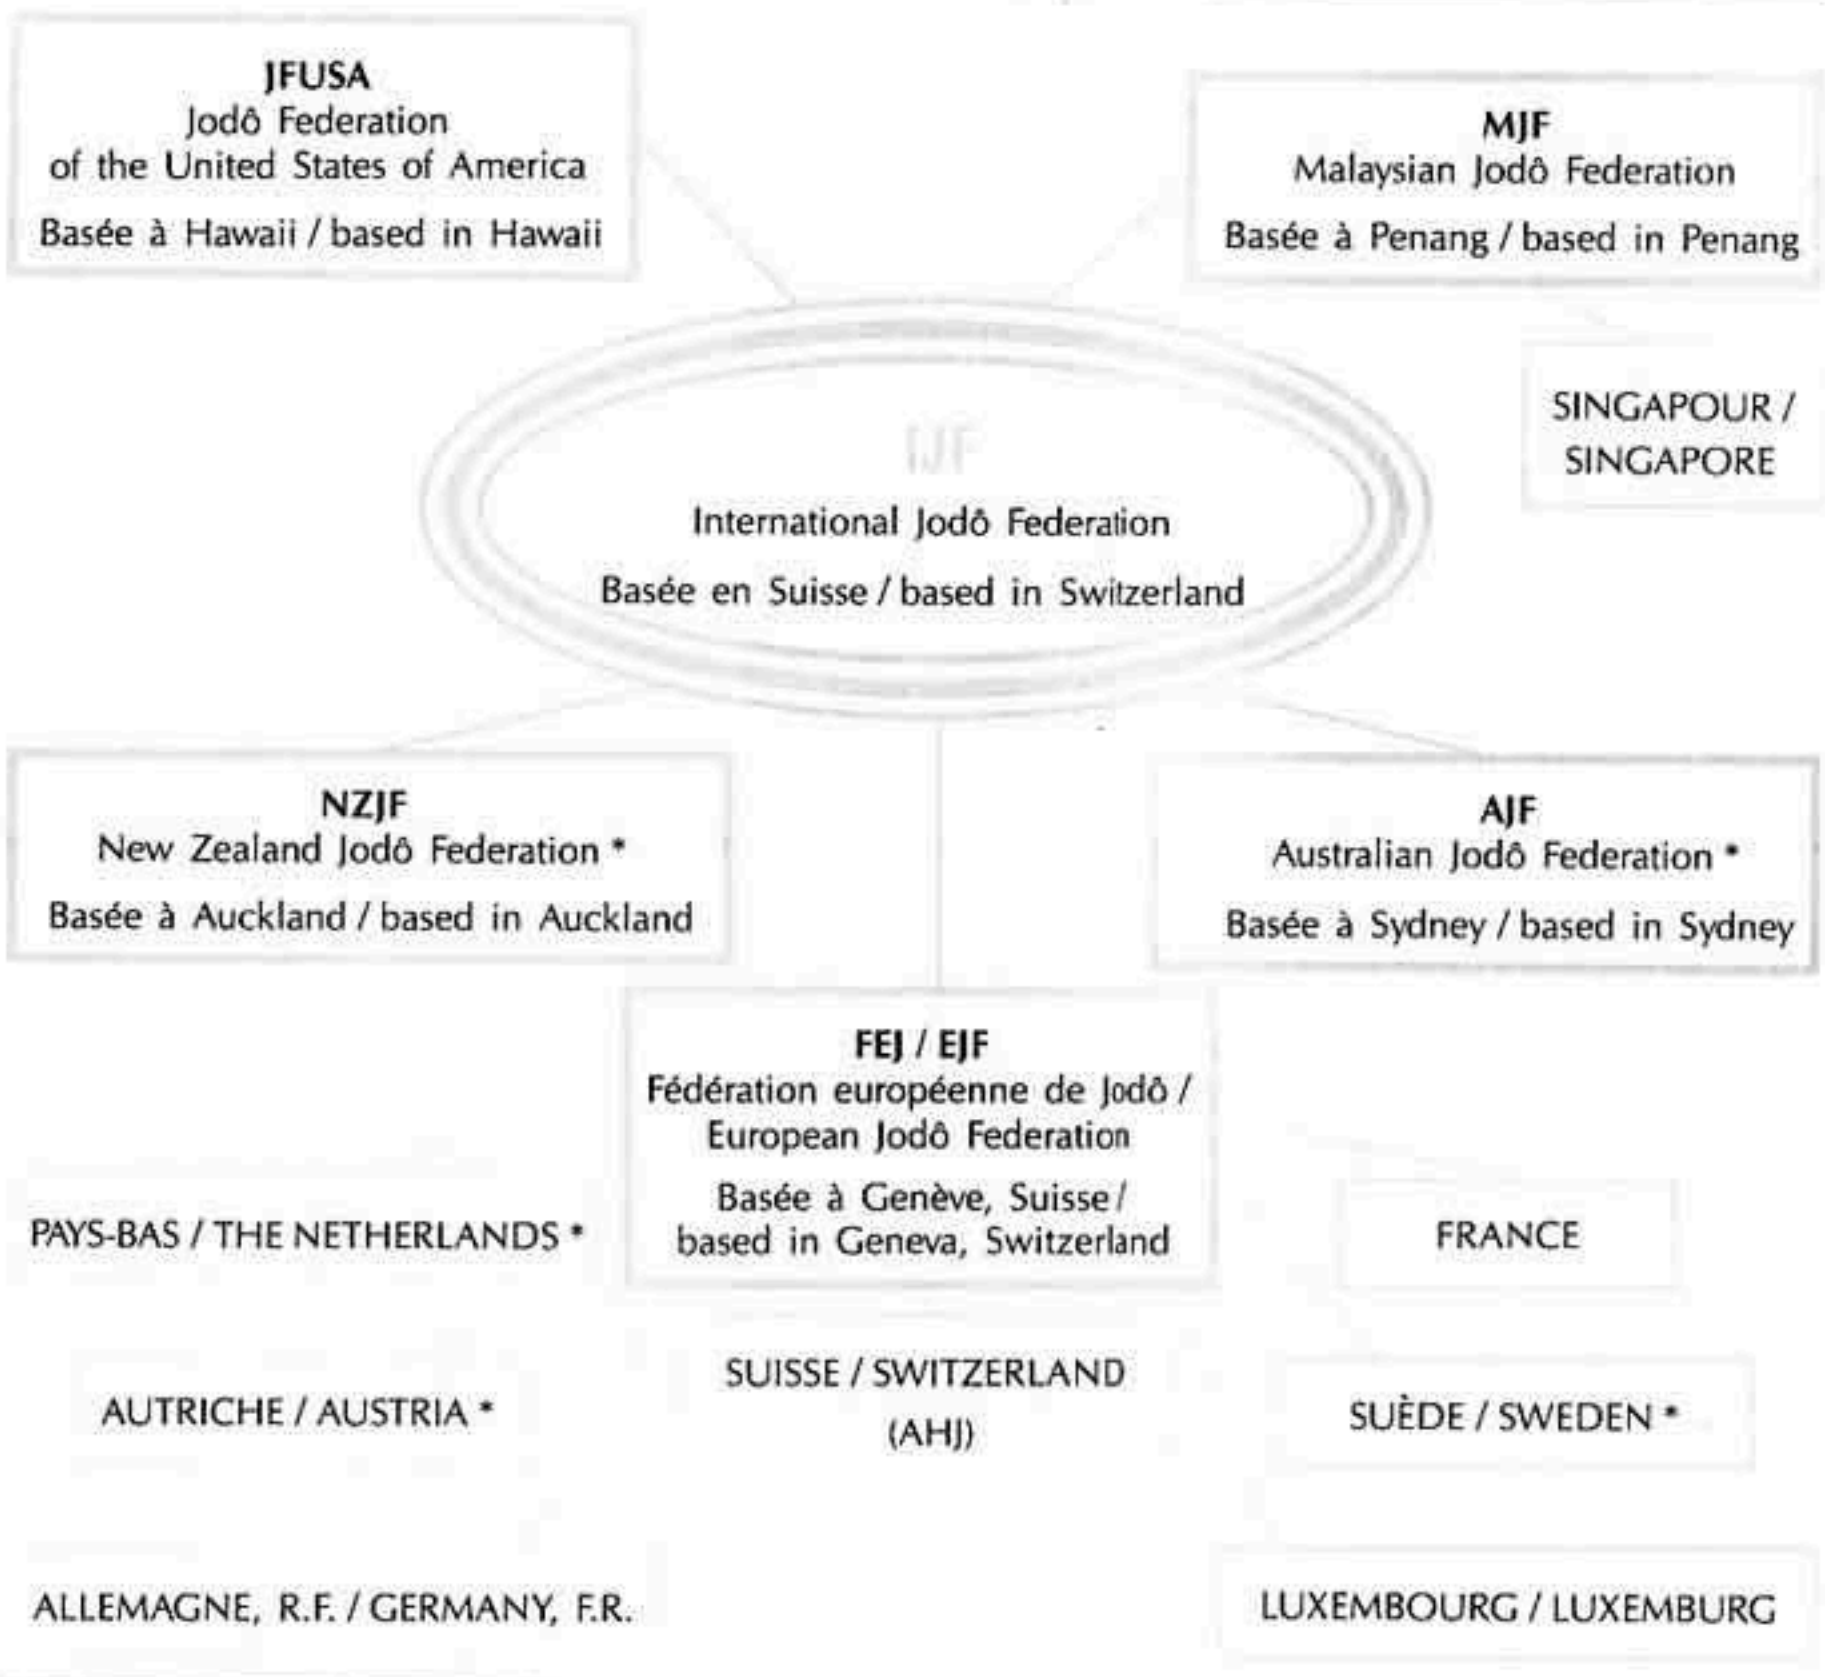 JFUSA
Jodô Federation
of the United States of America
Basée à Hawaii / based in Hawaii
MJF
Malaysian Jodô Federation
Basée à Penang / based in Penang
SINGAPOUR /
SINGAPORE
IJF
International Jodô Federation
Basée en Suisse / based in Switzerland
NZJF
New Zealand Jodô Federation *
Basée à Auckland / based in Auckland
AJF
Australian Jodô Federation *
Basée à Sydney / based in Sydney
FEJ / EJF
Fédération européenne de Jodô /
European Jodô Federation
Basée à Genève, Suisse /
based in Geneva, Switzerland
PAYS-BAS / THE NETHERLANDS *
FRANCE
AUTRICHE / AUSTRIA *
SUISSE / SWITZERLAND
(AHJ)
SUÈDE / SWEDEN *
ALLEMAGNE, R.F. / GERMANY, F.R.
LUXEMBOURG / LUXEMBURG